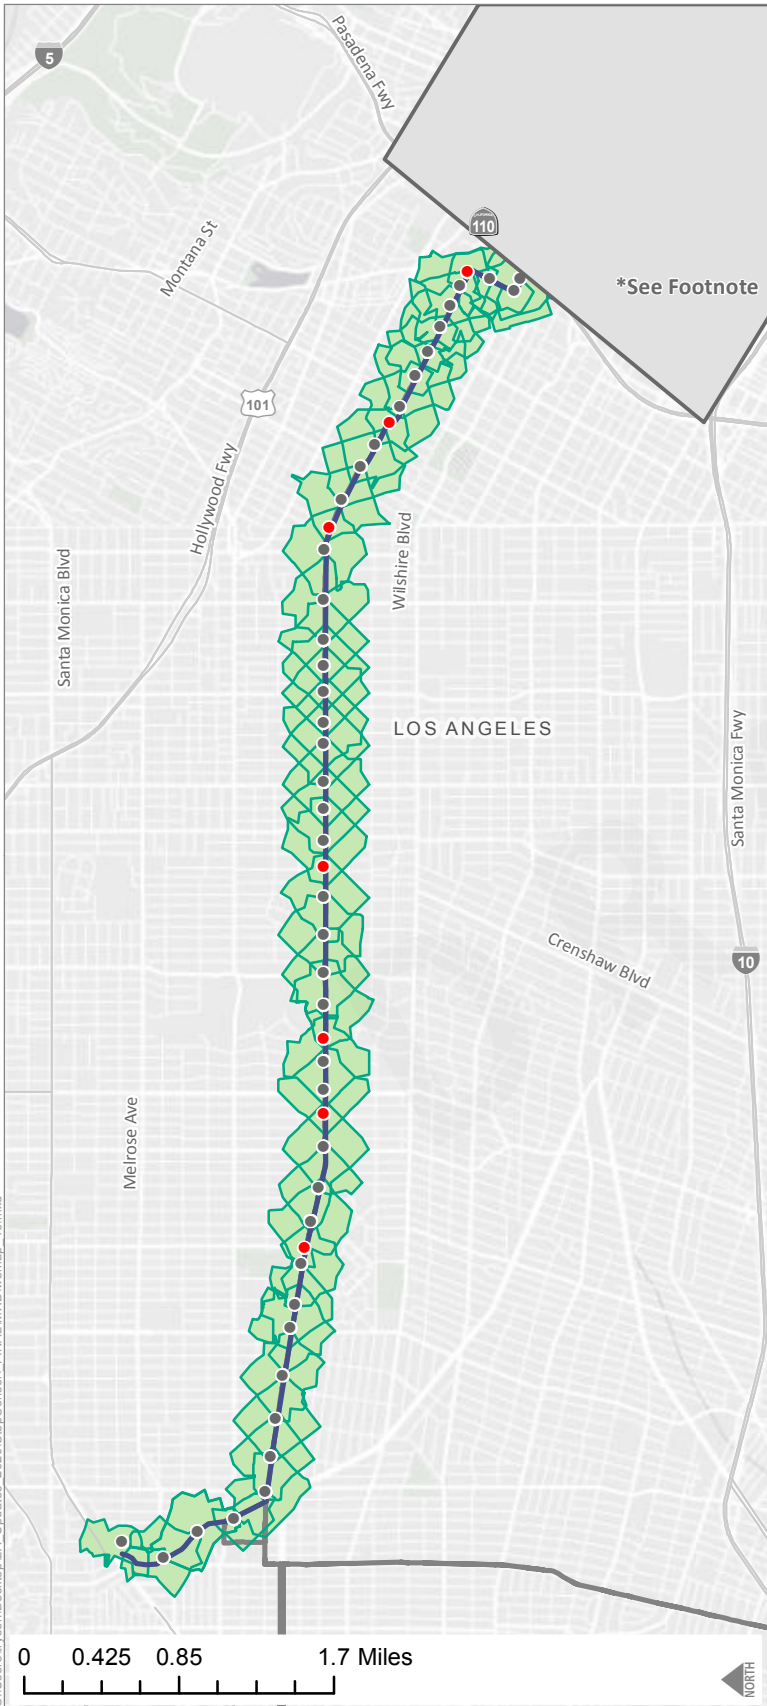 5
Pasadena Fwy
Montana St
110
*See Footnote
101
Hollywood Fwy
Wilshire Blvd
Santa Monica Blvd
LOS ANGELES
Santa Monica Fwy
Crenshaw Blvd
10
Melrose Ave
0 0.425 0.85 1.7 Miles
NORTH